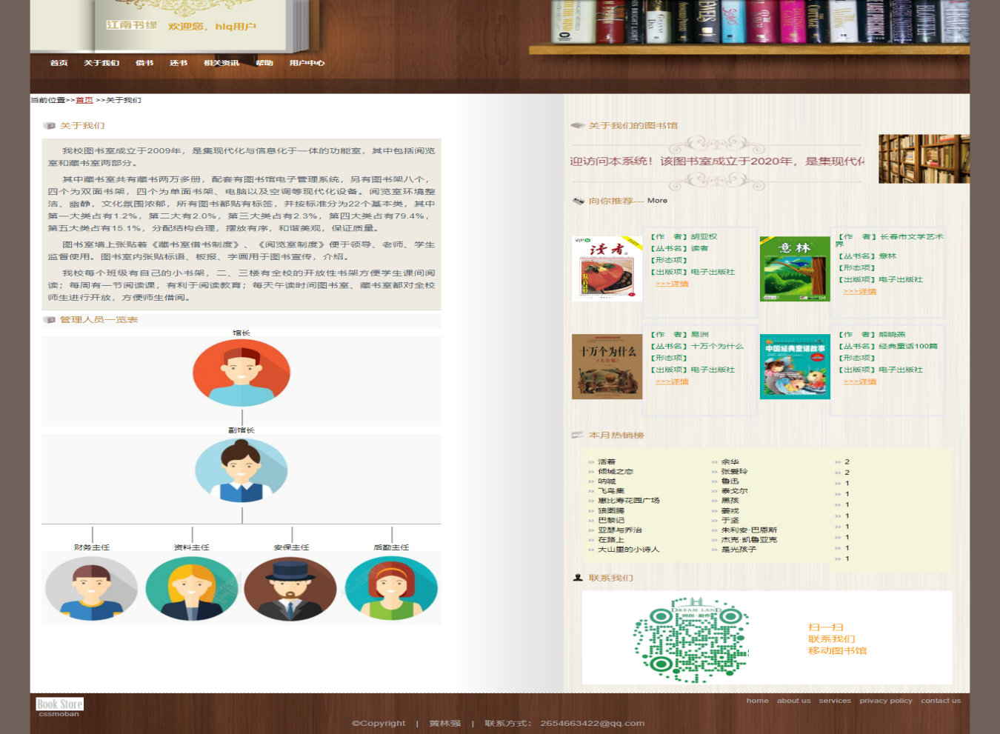 江南书缘 欢迎您，hlq用户
首页 关于我们 借书 还书 相关资讯 帮助 用户中心
当前位置>>首页 >>关于我们
关于我们
我校图书室成立于2009年，是集现代化与信息化于一体的功能室，其中包括阅览
室和藏书室两部分。
其中藏书室共有藏书两万多册，配套有图书馆电子管理系统，另有图书架八个，
四个为双面书架，四个为单面书架、电脑以及空调等现代化设备。阅览室环境整
洁、幽静，文化氛围浓郁，所有图书都贴有标签，并按标准分为22个基本类，其中
第一大类占有1.2%，第二大有2.0%，第三大类占有2.3%，第四大类占有79.4%，
第五大类占有15.1%，分配结构合理，摆放有序，和谐美观，保证质量。
图书室墙上张贴着《藏书室借书制度》、《阅览室制度》便于领导、老师、学生
监督使用。图书室内张贴标语、板报、字画用于图书宣传，介绍。
我校每个班级有自己的小书架，二、三楼有全校的开放性书架方便学生课间阅
读；每周有一节阅读课，有利于阅读教育；每天午读时间图书室、藏书室都对全校
师生进行开放，方便师生借阅。
管理人员一览表
馆长
副馆长
财务主任 资料主任 安保主任 后勤主任
关于我们的图书馆
迎访问本系统！该图书室成立于2020年，是集现代化
向你推荐--- More
读者
【作　者】胡亚权
【丛书名】读者
【形态项】
【出版项】电子出版社
>>>详情
意林
04
【作　者】长春市文学艺术
界
【丛书名】意林
【形态项】
【出版项】电子出版社
>>>详情
十万个为什么
【作　者】易洲
【丛书名】十万个为什么
【形态项】
【出版项】电子出版社
>>>详情
中国经典童话故事
【作　者】熊晓燕
【丛书名】经典童话100篇
【形态项】
【出版项】电子出版社
>>>详情
本月热销榜
>> 活着 >> 余华 >> 2
>> 倾城之恋 >> 张爱玲 >> 2
>> 呐喊 >> 鲁迅 >> 1
>> 飞鸟集 >> 泰戈尔 >> 1
>> 惠比寿花园广场 >> 黑孩 >> 1
>> 狼图腾 >> 姜戎 >> 1
>> 巴黎记 >> 于坚 >> 1
>> 亚瑟与乔治 >> 朱利安·巴恩斯 >> 1
>> 在路上 >> 杰克·凯鲁亚克 >> 1
>> 大山里的小诗人 >> 是光孩子 >> 1
联系我们
DREAM LAND
扫一扫
联系我们
移动图书馆
Book Store
cssmoban
home about us services privacy policy contact us
©Copyright | 黄林强 | 联系方式： 2654663422@qq.com